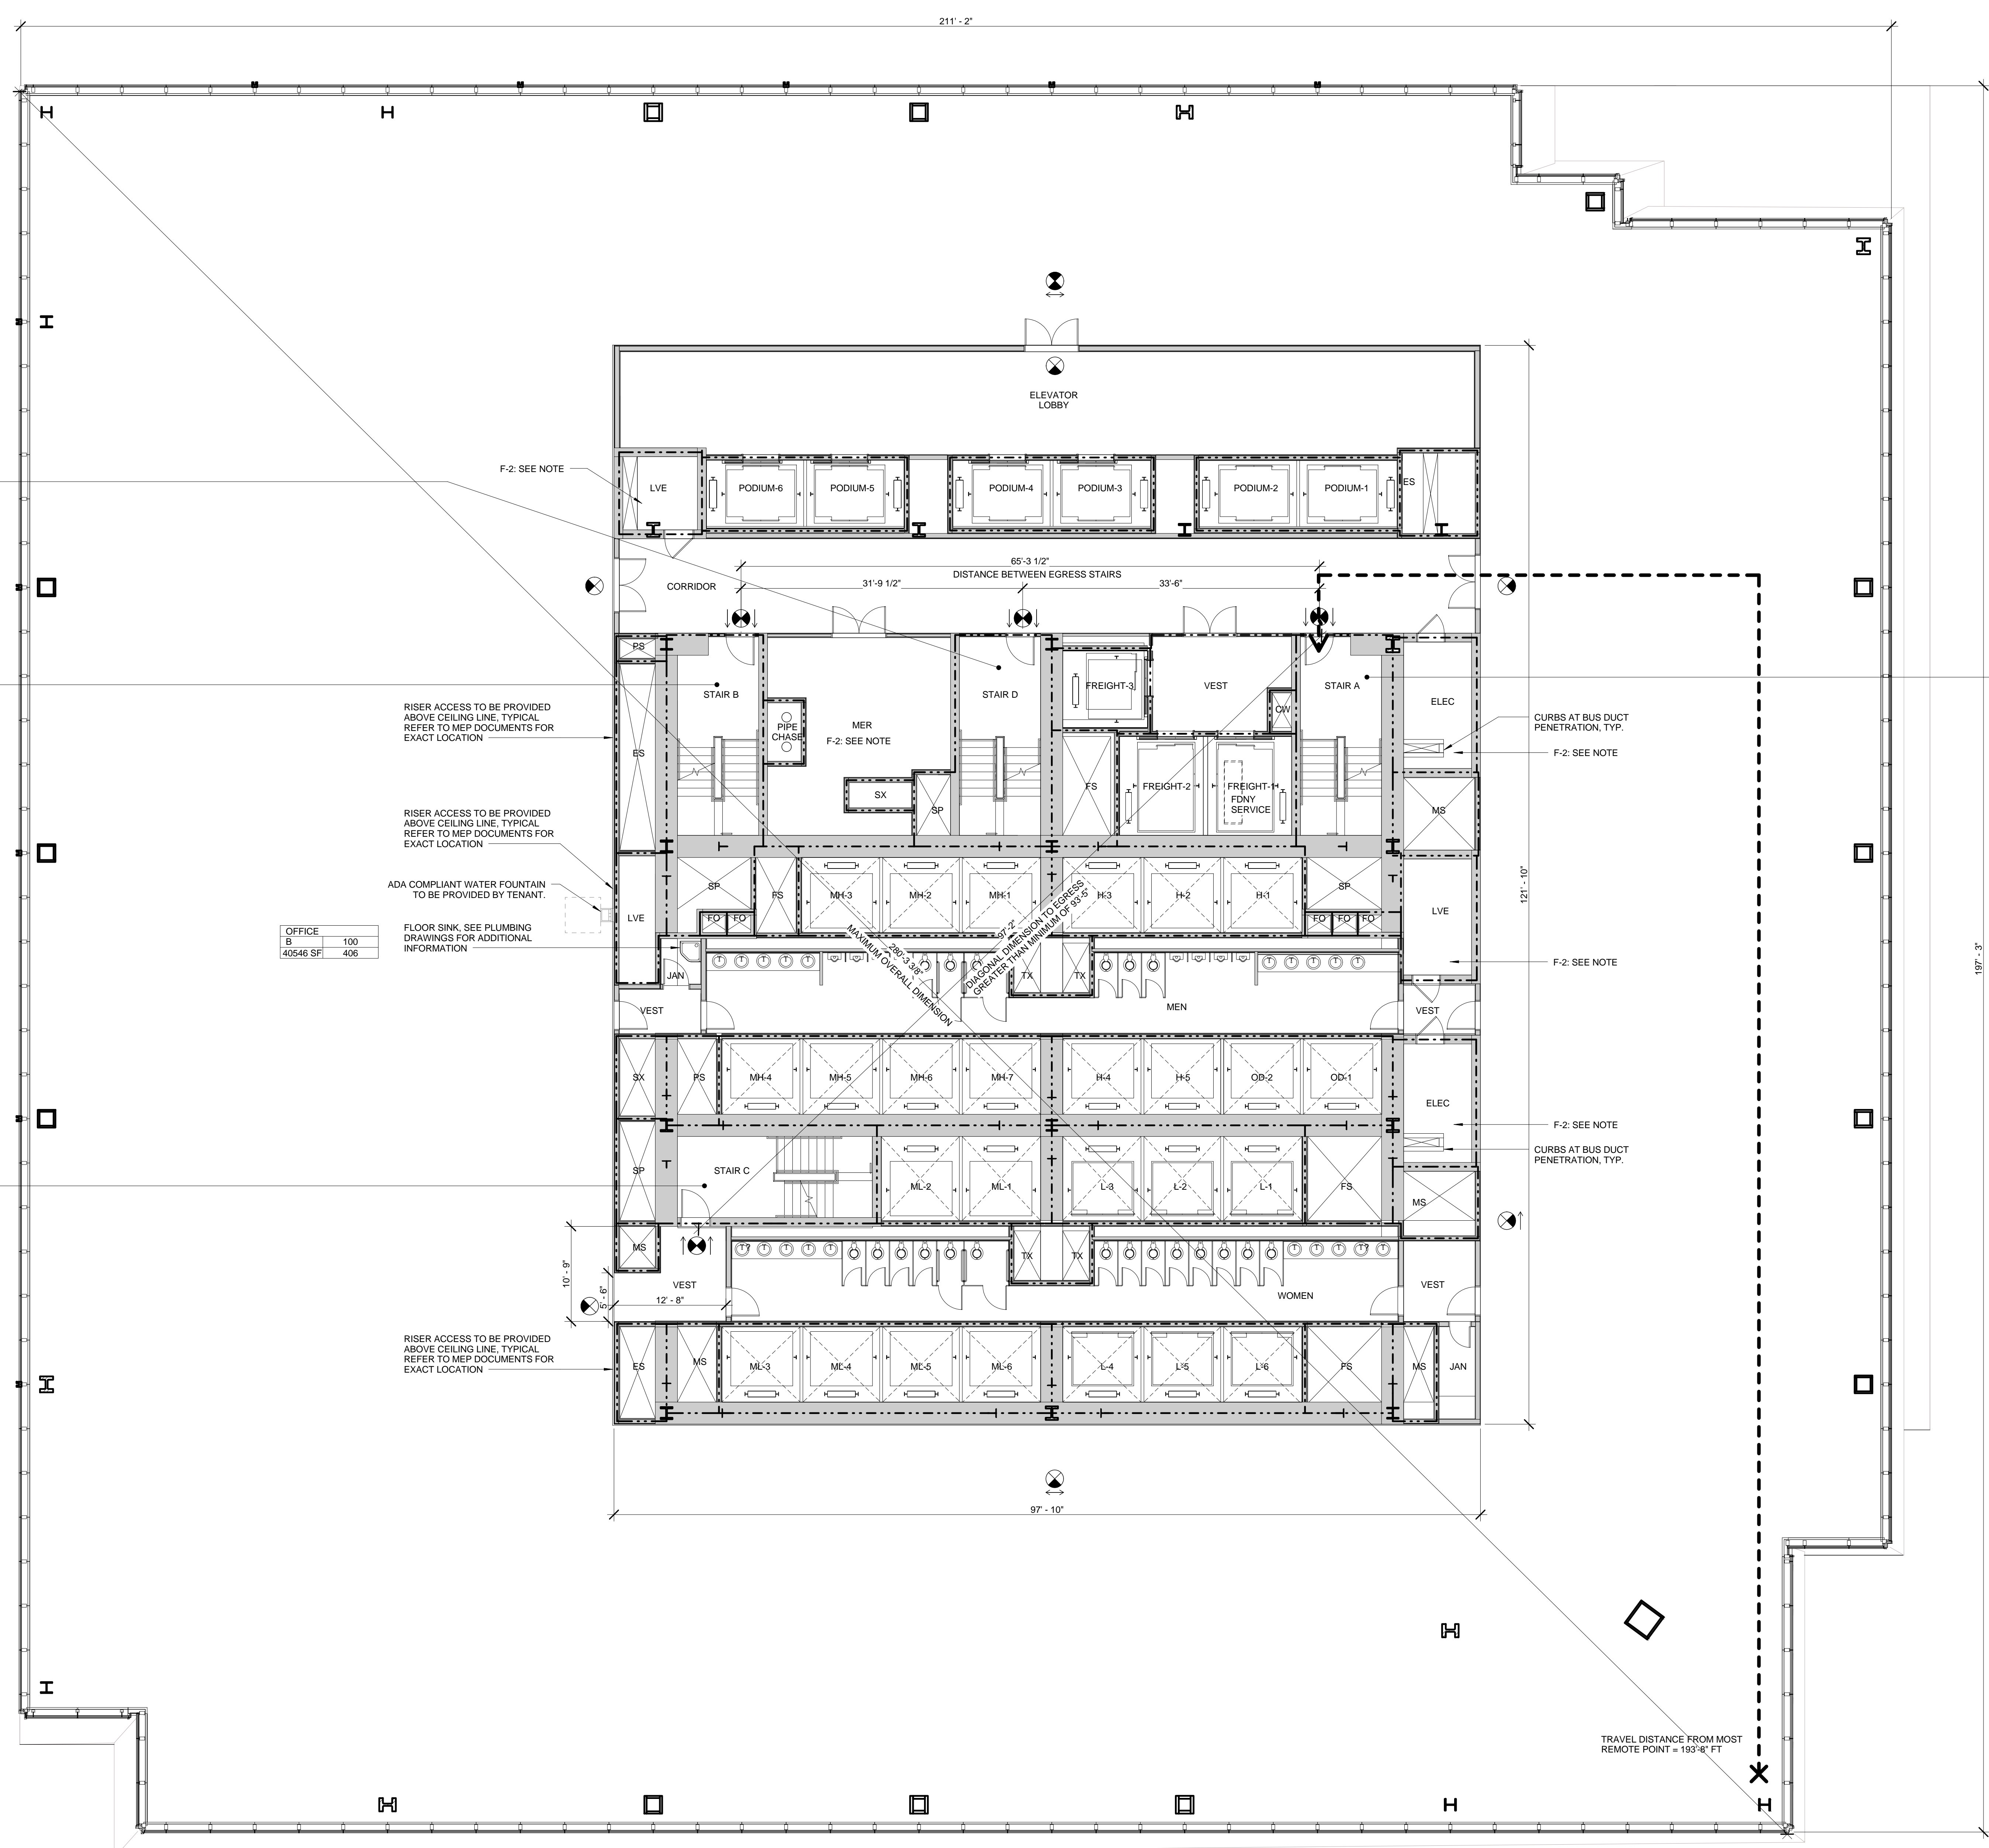 211' - 2"
ELEVATOR
LOBBY
F-2: SEE NOTE
LVE
PODIUM-6
PODIUM-5
PODIUM-4
PODIUM-3
PODIUM-2
PODIUM-1
ES
65'-3 1/2"
DISTANCE BETWEEN EGRESS STAIRS
CORRIDOR
31'-9 1/2"
33'-6"
PS
STAIR B
MER
F-2: SEE NOTE
PIPE
CHASE
STAIR D
FREIGHT-3
VEST
CW
STAIR A
ELEC
RISER ACCESS TO BE PROVIDED
ABOVE CEILING LINE, TYPICAL
REFER TO MEP DOCUMENTS FOR
EXACT LOCATION
CURBS AT BUS DUCT
PENETRATION, TYP.
F-2: SEE NOTE
ES
SX
SP
FS
FREIGHT-2
FREIGHT-1
FDNY
SERVICE
MS
RISER ACCESS TO BE PROVIDED
ABOVE CEILING LINE, TYPICAL
REFER TO MEP DOCUMENTS FOR
EXACT LOCATION
ADA COMPLIANT WATER FOUNTAIN
TO BE PROVIDED BY TENANT.
FLOOR SINK, SEE PLUMBING
DRAWINGS FOR ADDITIONAL
INFORMATION
OFFICE
B 100
40546 SF 406
LVE
SP
FO
FO
FS
MH-3
MH-2
MH-1
H-3
H-2
H-1
SP
FO
FO
FO
LVE
121' - 10"
197' - 3"
F-2: SEE NOTE
280'-3 3/8"
MAXIMUM OVERALL DIMENSION
97'-2"
DIAGONAL DIMENSION TO EGRESS
GREATER THAN MINIMUM OF 93'-5"
JAN
T
T
T
T
T
TX
TX
T
T
T
T
T
VEST
MEN
VEST
SX
PS
MH-4
MH-5
MH-6
MH-7
H-4
H-5
OD-2
OD-1
ELEC
F-2: SEE NOTE
CURBS AT BUS DUCT
PENETRATION, TYP.
SP
STAIR C
ML-2
ML-1
L-3
L-2
L-1
FS
MS
MS
T?
T
T
T
T
TX
TX
T
T
T
T?
T
10' - 9"
5' - 6"
VEST
12' - 8"
WOMEN
VEST
RISER ACCESS TO BE PROVIDED
ABOVE CEILING LINE, TYPICAL
REFER TO MEP DOCUMENTS FOR
EXACT LOCATION
ES
MS
ML-3
ML-4
ML-5
ML-6
L-4
L-5
L-6
FS
MS
JAN
97' - 10"
TRAVEL DISTANCE FROM MOST
REMOTE POINT = 193'-8" FT